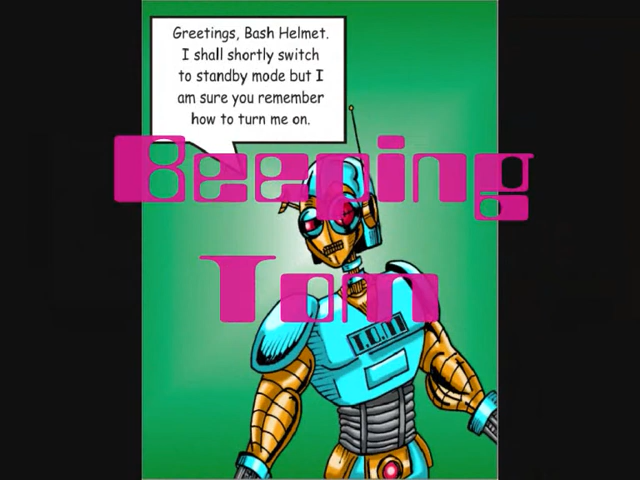 Greetings, Bash Helmet.
I shall shortly switch
to standby mode but I
am sure you remember
how to turn me on.
Beeping
Tom
T.O.M